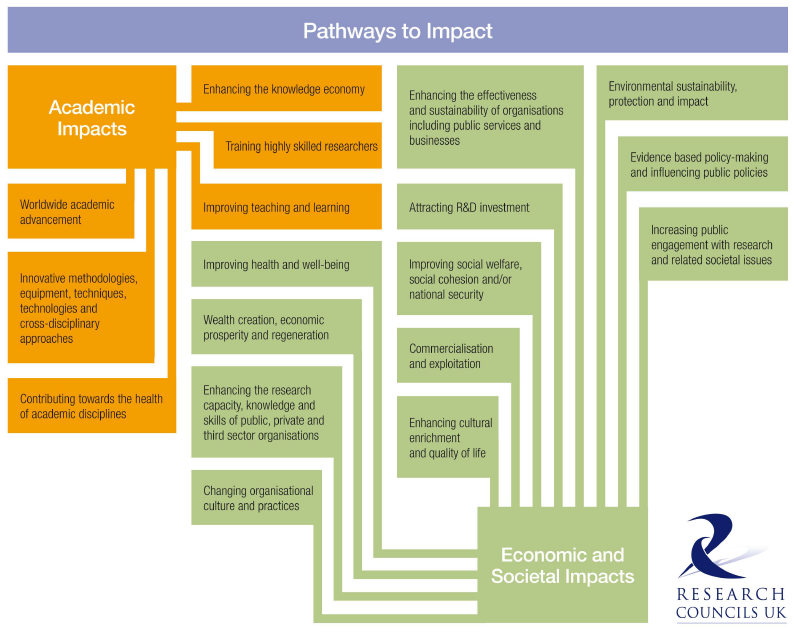 Pathways to Impact
Academic
Impacts
Worldwide academic
advancement
Innovative methodologies,
equipment, techniques,
technologies and
cross-disciplinary
approaches
Contributing towards the health
of academic disciplines
Enhancing the knowledge economy
Training highly skilled researchers
Improving teaching and learning
Improving health and well-being
Wealth creation, economic
prosperity and regeneration
Enhancing the research
capacity, knowledge and
skills of public, private and
third sector organisations
Changing organisational
culture and practices
Enhancing the effectiveness
and sustainability of organisations
including public services and
businesses
Attracting R&D investment
Improving social welfare,
social cohesion and/or
national security
Commercialisation
and exploitation
Enhancing cultural
enrichment
and quality of life
Environmental sustainability,
protection and impact
Evidence based policy-making
and influencing public policies
Increasing public
engagement with research
and related societal issues
Economic and
Societal Impacts
RESEARCH
COUNCILS UK